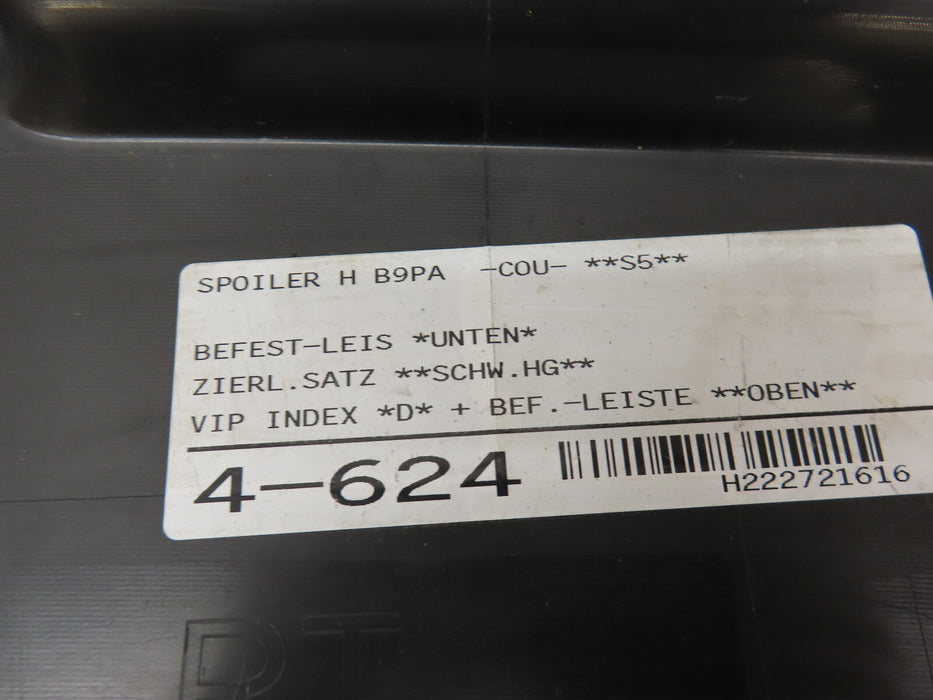 SPOILER H B9PA -COU- **S5**
BEFEST-LEIS *UNTEN*
ZIERL.SATZ **SCHW.HG**
VIP INDEX *D* + BEF.-LEISTE **OBEN**
4-624
H222721616